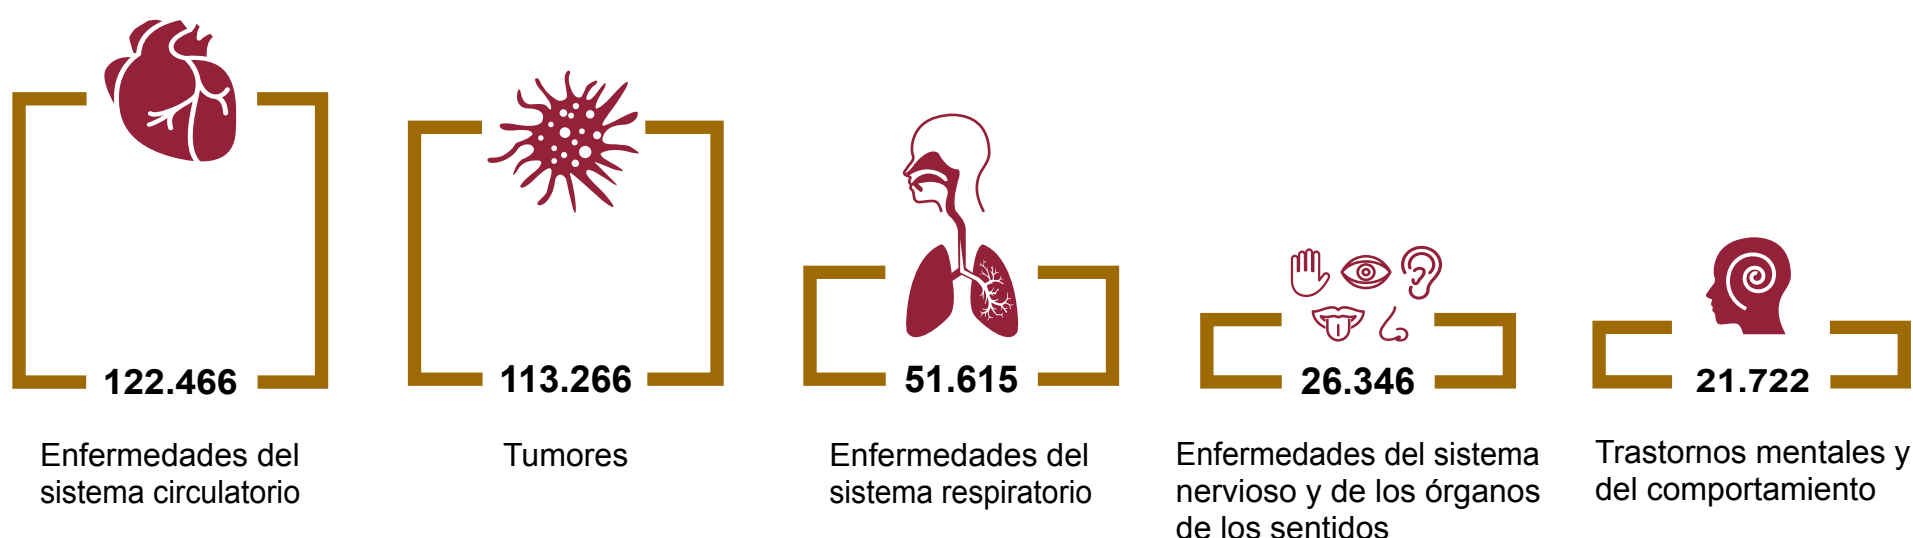 122.466
Enfermedades del
sistema circulatorio
113.266
Tumores
51.615
Enfermedades del
sistema respiratorio
26.346
Enfermedades del sistema
nervioso y de los órganos
de los sentidos
21.722
Trastornos mentales y
del comportamiento